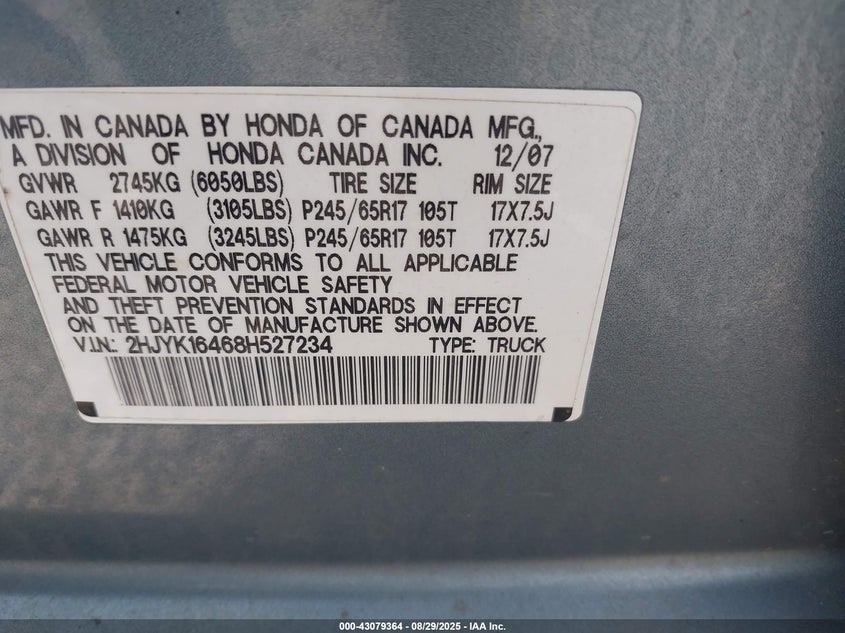 MFD. IN CANADA BY HONDA OF CANADA MFG.,
A DIVISION OF HONDA CANADA INC. 12/07
GVWR 2745KG (6050LBS) TIRE SIZE RIM SIZE
GAWR F 1410KG (3105LBS) P245/65R17 105T 17X7.5J
GAWR R 1475KG (3245LBS) P245/65R17 105T 17X7.5J
THIS VEHICLE CONFORMS TO ALL APPLICABLE
FEDERAL MOTOR VEHICLE SAFETY
AND THEFT PREVENTION STANDARDS IN EFFECT
ON THE DATE OF MANUFACTURE SHOWN ABOVE.
V.I.N.: 2HJYK16468H527234 TYPE: TRUCK
000-43079364 - 08/29/2025 - IAA Inc.